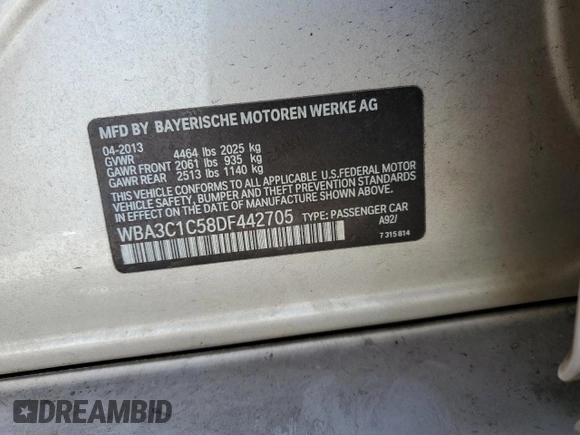 MFD BY BAYERISCHE MOTOREN WERKE AG
04-2013
GVWR 4464 lbs 2025 kg
GAWR FRONT 2061 lbs 935 kg
GAWR REAR 2513 lbs 1140 kg
THIS VEHICLE CONFORMS TO ALL APPLICABLE U.S.FEDERAL MOTOR
VEHICLE SAFETY, BUMPER AND THEFT PREVENTION STANDARDS IN
EFFECT ON THE DATE OF MANUFACTURE SHOWN ABOVE.
WBA3C1C58DF442705 TYPE: PASSENGER CAR
A92/
7 315 814
DREAMBID